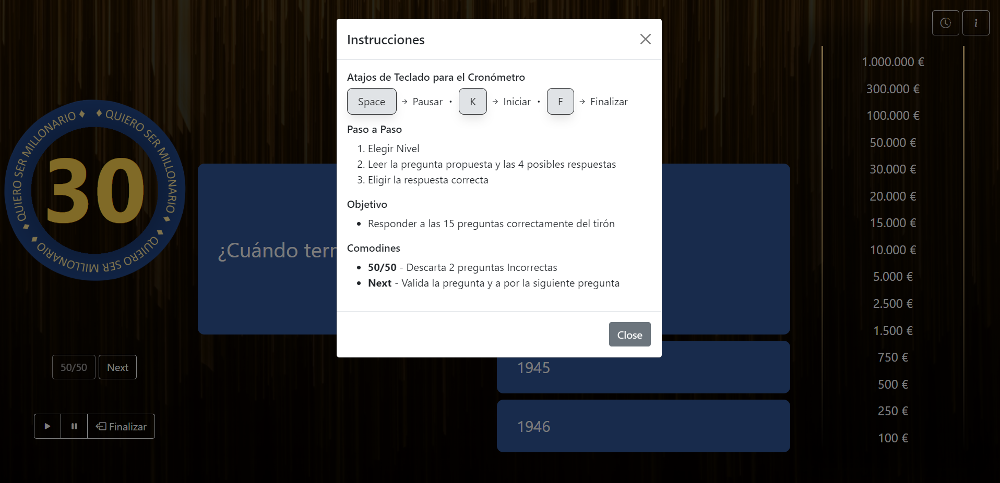 Instrucciones
Atajos de Teclado para el Cronómetro
Space → Pausar • K → Iniciar • F → Finalizar
Paso a Paso
1. Elegir Nivel
2. Leer la pregunta propuesta y las 4 posibles respuestas
3. Eligir la respuesta correcta
Objetivo
• Responder a las 15 preguntas correctamente del tirón
Comodines
• 50/50 - Descarta 2 preguntas Incorrectas
• Next - Valida la pregunta y a por la siguiente pregunta
Close
♦ QUIERO SER MILLONARIO ♦
♦ QUIERO SER MILLONARIO ♦
♦ QUIERO SER MILLONARIO ♦
30
¿Cuándo
1945
1946
50/50 Next
Finalizar
i
1.000.000 €
300.000 €
100.000 €
50.000 €
30.000 €
20.000 €
15.000 €
10.000 €
5.000 €
2.500 €
1.500 €
750 €
500 €
250 €
100 €